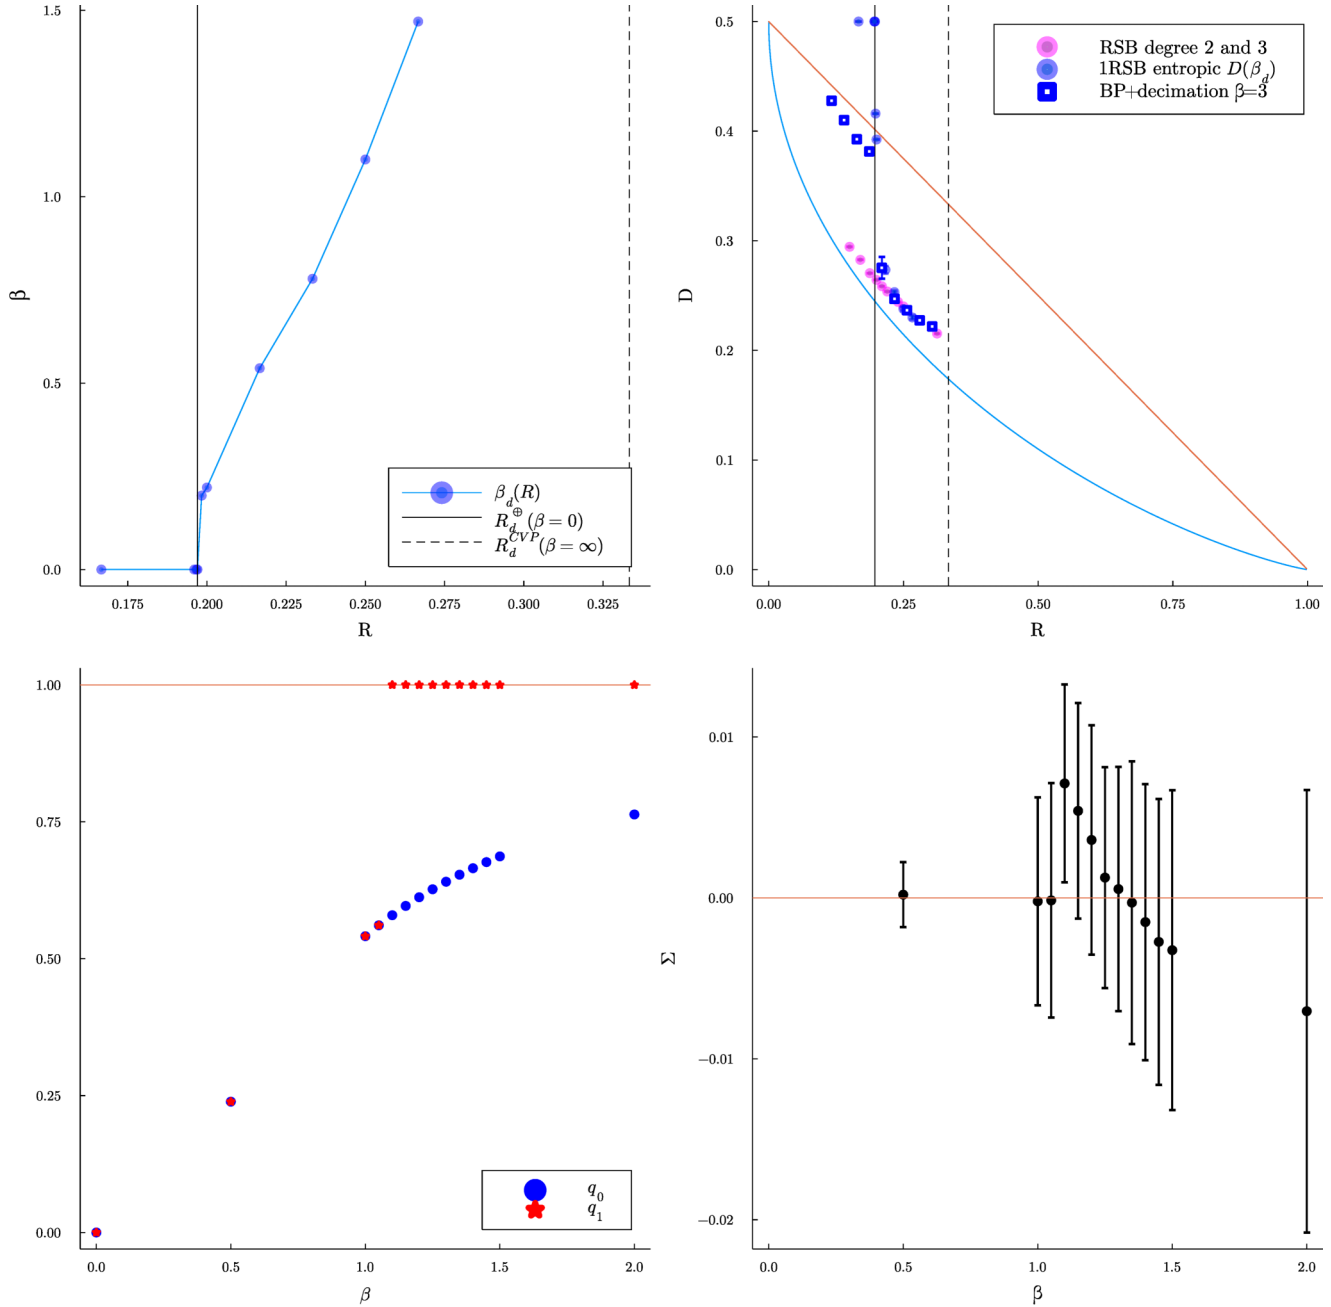 1.5
1.0
0.5
0.0
β
0.175
0.200
0.225
0.250
0.275
0.300
0.325
R
β_d(R)
R_d^⊕(β = 0)
R_d^{CVP}(β = ∞)
0.5
0.4
0.3
0.2
0.1
0.0
D
0.00
0.25
0.50
0.75
1.00
R
RSB degree 2 and 3
1RSB entropic D(β_d)
BP+decimation β=3
1.00
0.75
0.50
0.25
0.00
0.0
0.5
1.0
1.5
2.0
β
q_0
q_1
0.01
0.00
−0.01
−0.02
Σ
0.0
0.5
1.0
1.5
2.0
β